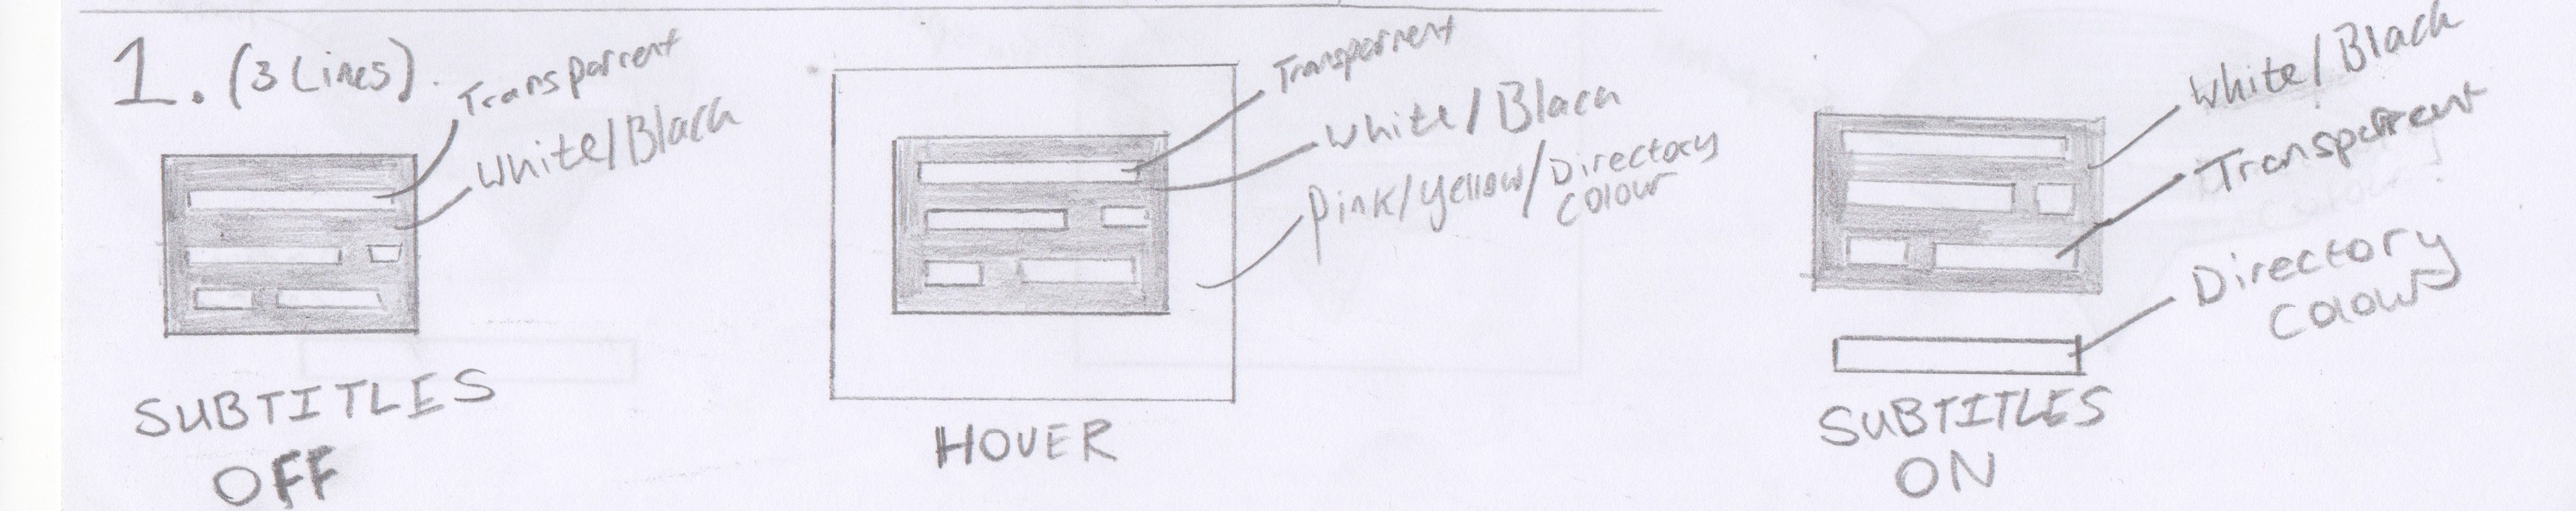 1. (3 Lines).
Transparrent
White/Black
SUBTITLES
OFF
Transparrent
White/Black
Pink/Yellow/Directory
Colour
HOVER
White/Black
Transparrent
Directory
Colour
SUBTITLES
ON